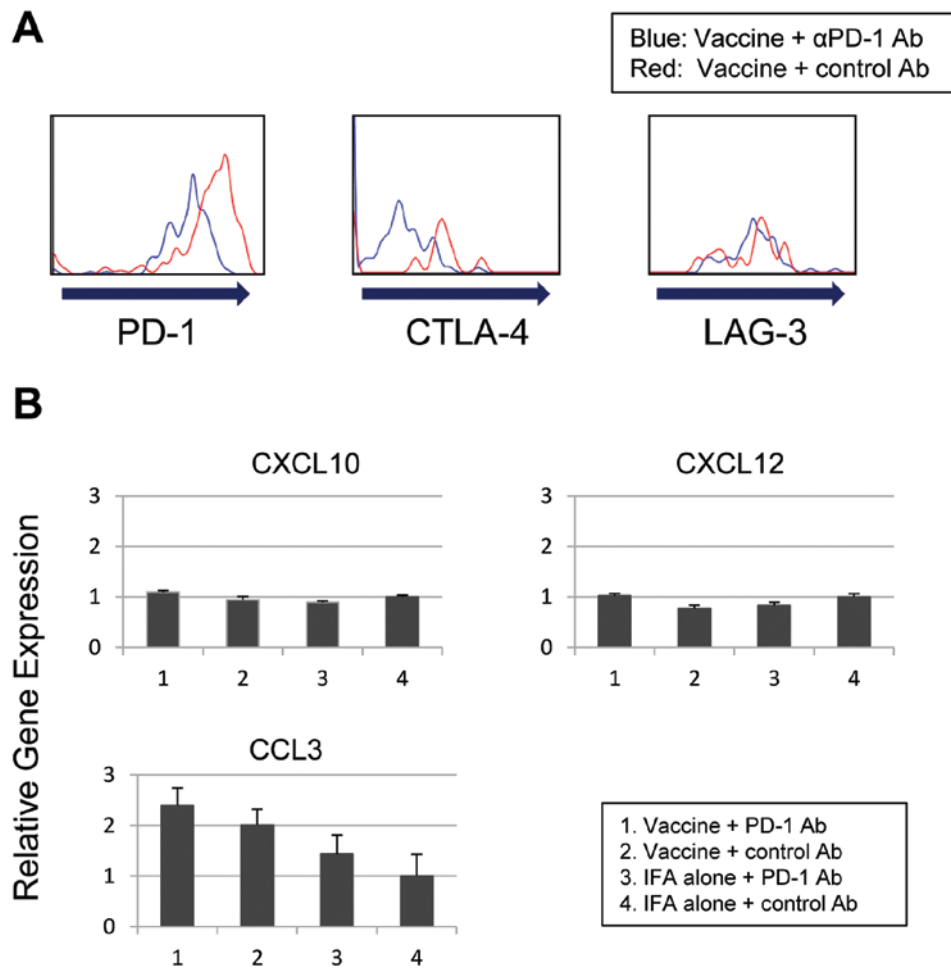 A
Blue: Vaccine + αPD-1 Ab
Red: Vaccine + control Ab
PD-1
CTLA-4
LAG-3
B
Relative Gene Expression
CXCL10
3
2
1
0
1 2 3 4
CXCL12
3
2
1
0
1 2 3 4
CCL3
3
2
1
0
1 2 3 4
1. Vaccine + PD-1 Ab
2. Vaccine + control Ab
3. IFA alone + PD-1 Ab
4. IFA alone + control Ab